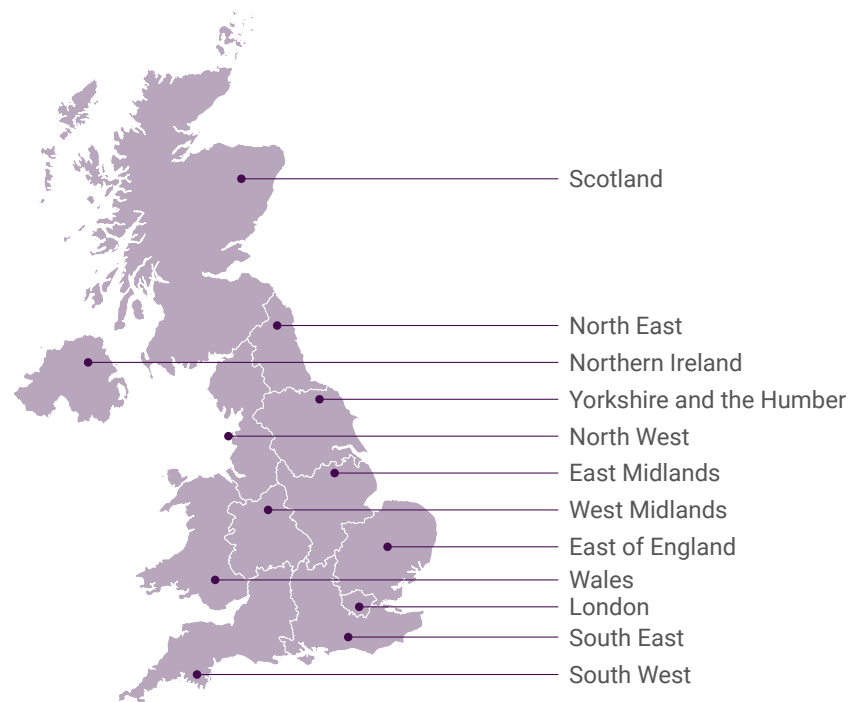 Scotland
North East
Northern Ireland
Yorkshire and the Humber
North West
East Midlands
West Midlands
East of England
Wales
London
South East
South West